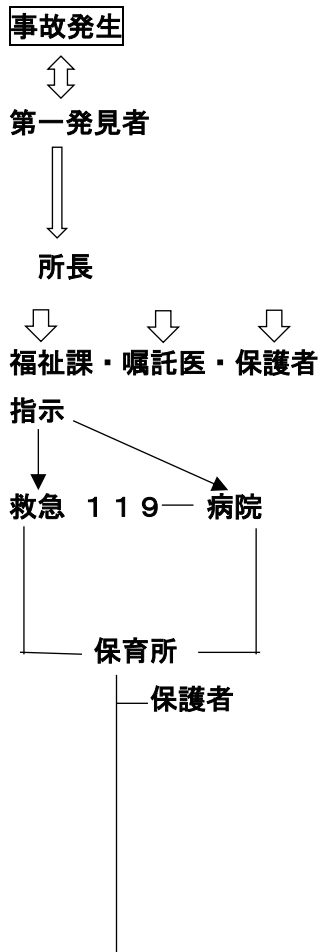 事故発生
第一発見者
所長
福祉課・嘱託医・保護者
指示
救急 １１９ 病院
保育所
保護者